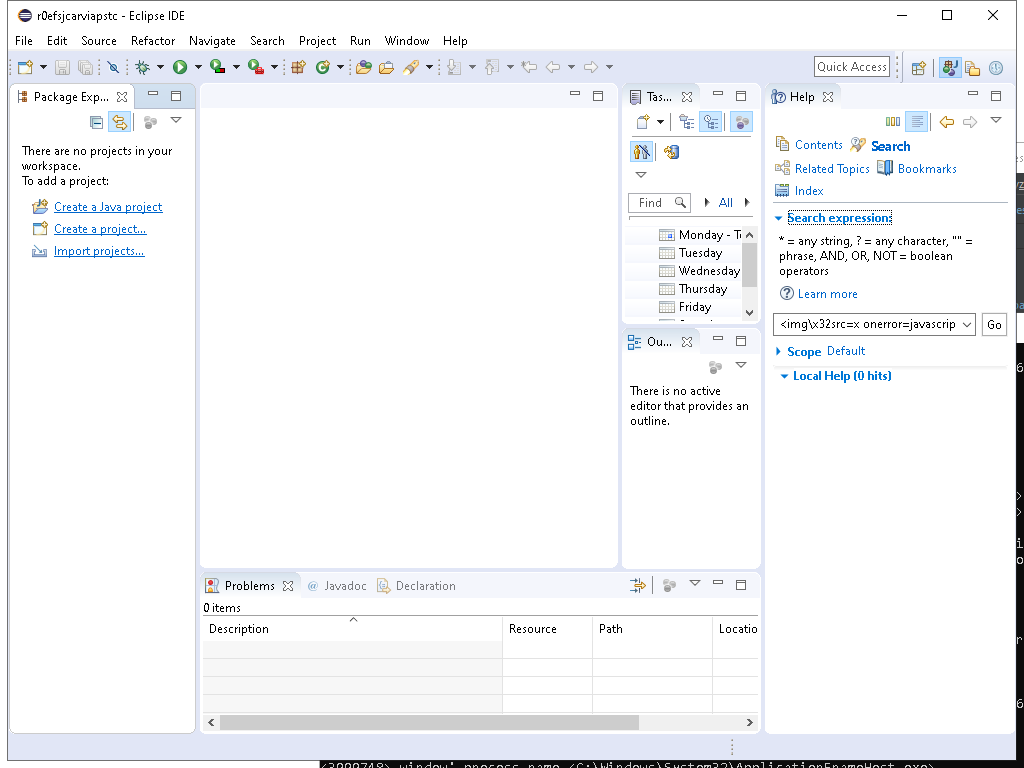 r0efsjcarviapstc - Eclipse IDE
File Edit Source Refactor Navigate Search Project Run Window Help
Quick Access
Package Exp...
There are no projects in your
workspace.
To add a project:
Create a Java project
Create a project...
Import projects...
Tas...
Find
All
Monday - To
Tuesday
Wednesday
Thursday
Friday
Ou...
There is no active
editor that provides an
outline.
Help
Contents Search
Related Topics Bookmarks
Index
Search expression:
* = any string, ? = any character, "" =
phrase, AND, OR, NOT = boolean
operators
Learn more
<img\x32src=x onerror=javascrip
Go
Scope Default
Local Help (0 hits)
Problems @ Javadoc Declaration
0 items
Description Resource Path Locatio